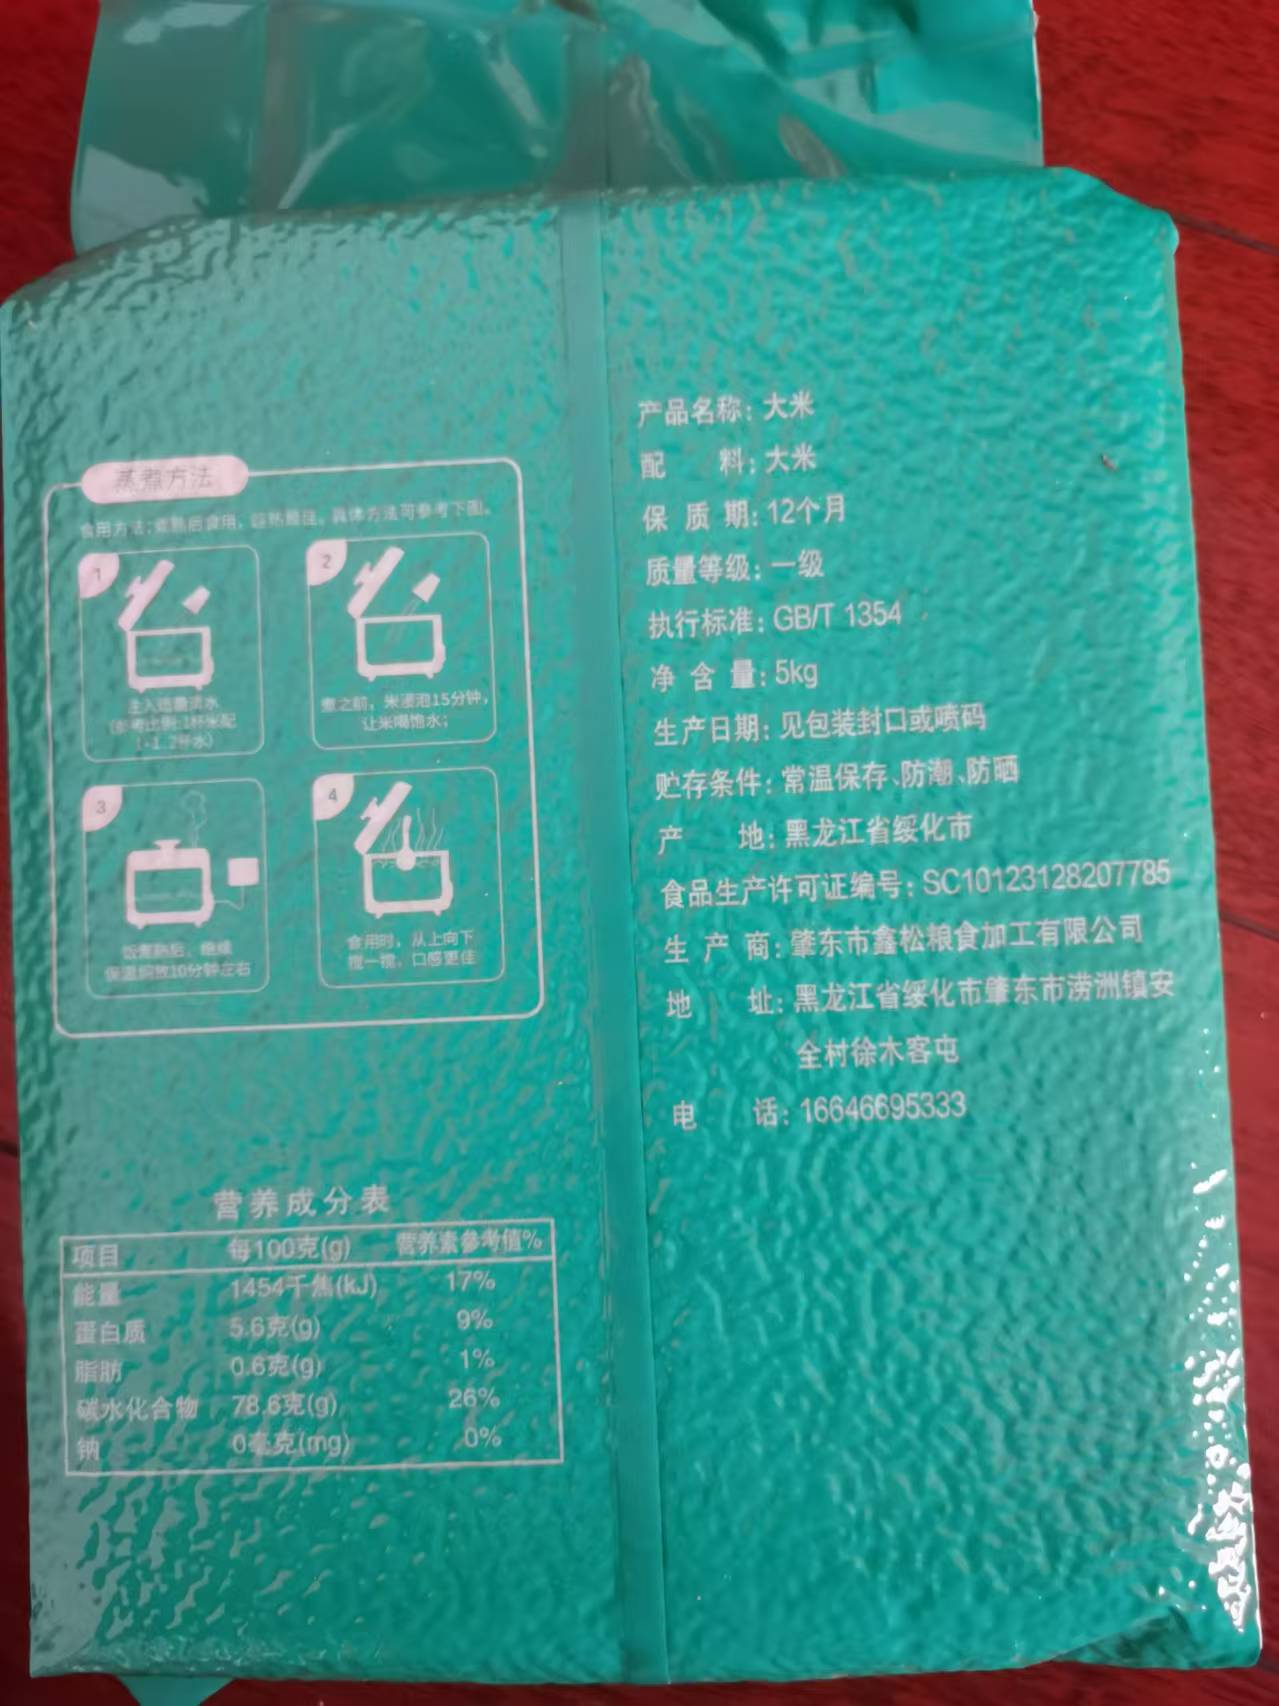 蒸煮方法
食用方法:煮熟后食用，趁热最佳。具体方法可参考下图。
1
注入适量清水
(参考比例:1杯米配
1-1.2杯水)
2
煮之前，米浸泡15分钟，
让米喝饱水；
3
饭煮熟后，继续
保温焖放10分钟左右
4
食用时，从上向下
搅一搅，口感更佳
营养成分表
项目 每100克(g) 营养素参考值%
能量 1454千焦(kJ) 17%
蛋白质 5.6克(g) 9%
脂肪 0.6克(g) 1%
碳水化合物 78.6克(g) 26%
钠 0毫克(mg) 0%
产品名称：大米
配 料：大米
保质期：12个月
质量等级：一级
执行标准：GB/T 1354
净含量：5kg
生产日期：见包装封口或喷码
贮存条件：常温保存、防潮、防晒
产 地：黑龙江省绥化市
食品生产许可证编号：SC10123128207785
生产商：肇东市鑫松粮食加工有限公司
地 址：黑龙江省绥化市肇东市涝洲镇安
全村徐木客屯
电 话：16646695333